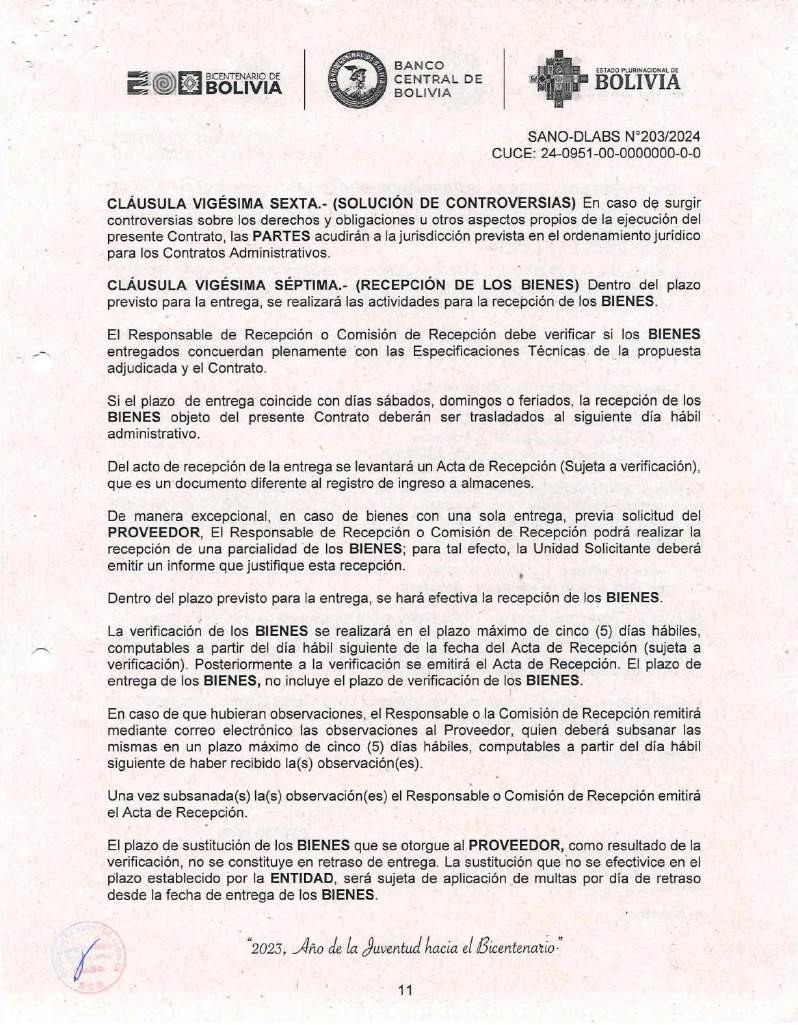 BICENTENARIO DE
BOLIVIA
BANCO
CENTRAL DE
BOLIVIA
ESTADO PLURINACIONAL DE
BOLIVIA
SANO-DLABS N°203/2024
CUCE: 24-0951-00-0000000-0-0
CLÁUSULA VIGÉSIMA SEXTA.- (SOLUCIÓN DE CONTROVERSIAS) En caso de surgir
controversias sobre los derechos y obligaciones u otros aspectos propios de la ejecución del
presente Contrato, las PARTES acudirán a la jurisdicción prevista en el ordenamiento jurídico
para los Contratos Administrativos.
CLÁUSULA VIGÉSIMA SÉPTIMA.- (RECEPCIÓN DE LOS BIENES) Dentro del plazo
previsto para la entrega, se realizará las actividades para la recepción de los BIENES.
El Responsable de Recepción o Comisión de Recepción debe verificar si los BIENES
entregados concuerdan plenamente con las Especificaciones Técnicas de la propuesta
adjudicada y el Contrato.
Si el plazo de entrega coincide con días sábados, domingos o feriados, la recepción de los
BIENES objeto del presente Contrato deberán ser trasladados al siguiente día hábil
administrativo.
Del acto de recepción de la entrega se levantará un Acta de Recepción (Sujeta a verificación),
que es un documento diferente al registro de ingreso a almacenes.
De manera excepcional, en caso de bienes con una sola entrega, previa solicitud del
PROVEEDOR, El Responsable de Recepción o Comisión de Recepción podrá realizar la
recepción de una parcialidad de los BIENES; para tal efecto, la Unidad Solicitante deberá
emitir un informe que justifique esta recepción.
Dentro del plazo previsto para la entrega, se hará efectiva la recepción de los BIENES.
La verificación de los BIENES se realizará en el plazo máximo de cinco (5) días hábiles,
computables a partir del día hábil siguiente de la fecha del Acta de Recepción (sujeta a
verificación). Posteriormente a la verificación se emitirá el Acta de Recepción. El plazo de
entrega de los BIENES, no incluye el plazo de verificación de los BIENES.
En caso de que hubieran observaciones, el Responsable o la Comisión de Recepción remitirá
mediante correo electrónico las observaciones al Proveedor, quien deberá subsanar las
mismas en un plazo máximo de cinco (5) días hábiles, computables a partir del día hábil
siguiente de haber recibido la(s) observación(es).
Una vez subsanada(s) la(s) observación(es) el Responsable o Comisión de Recepción emitirá
el Acta de Recepción.
El plazo de sustitución de los BIENES que se otorgue al PROVEEDOR, como resultado de la
verificación, no se constituye en retraso de entrega. La sustitución que no se efectivice en el
plazo establecido por la ENTIDAD, será sujeta de aplicación de multas por día de retraso
desde la fecha de entrega de los BIENES.
"2023, Año de la Juventud hacia el Bicentenario"
11